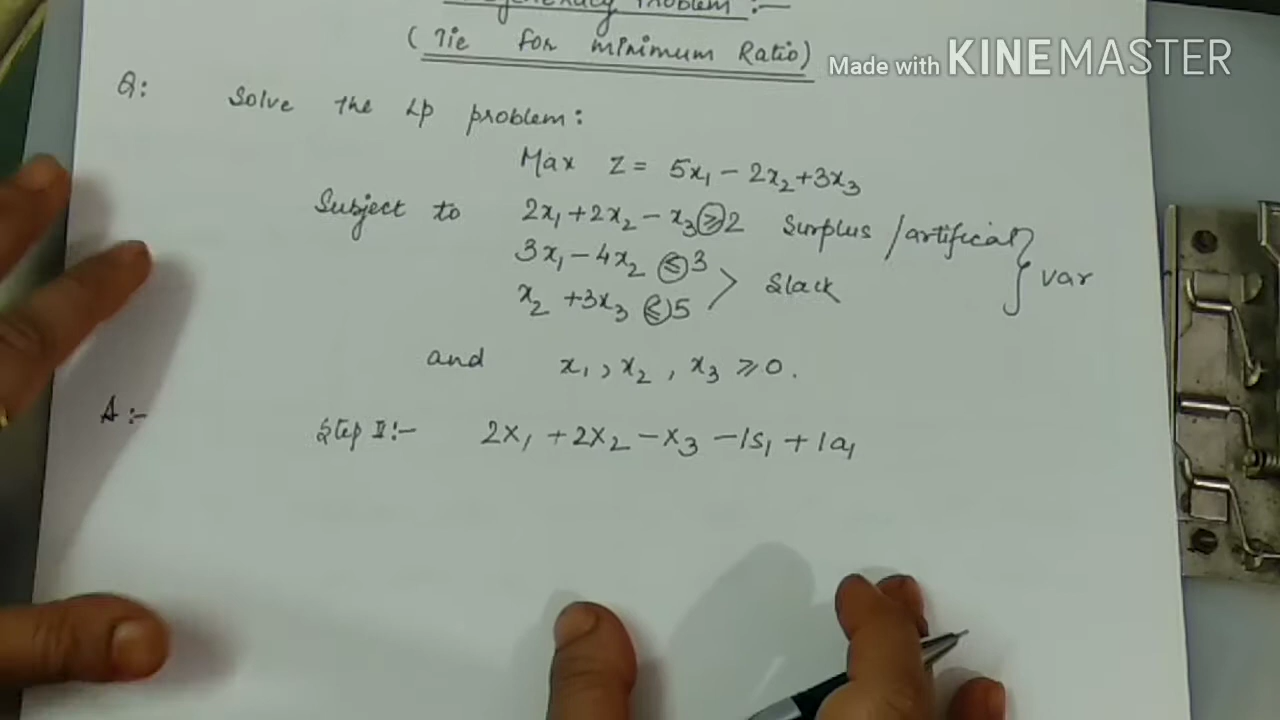 Problem :-
(Tie for minimum Ratio)
Made with KINEMASTER
Q: Solve the LP problem:
Max Z = 5x₁ - 2x₂ + 3x₃
Subject to 2x₁ + 2x₂ - x₃ ≥ 2 Surplus /artifical } var
3x₁ - 4x₂ ≤ 3 > Slack
x₂ + 3x₃ ≤ 5
and x₁, x₂, x₃ ≥ 0.
A:- Step I:- 2x₁ + 2x₂ - x₃ - 1s₁ + 1a₁